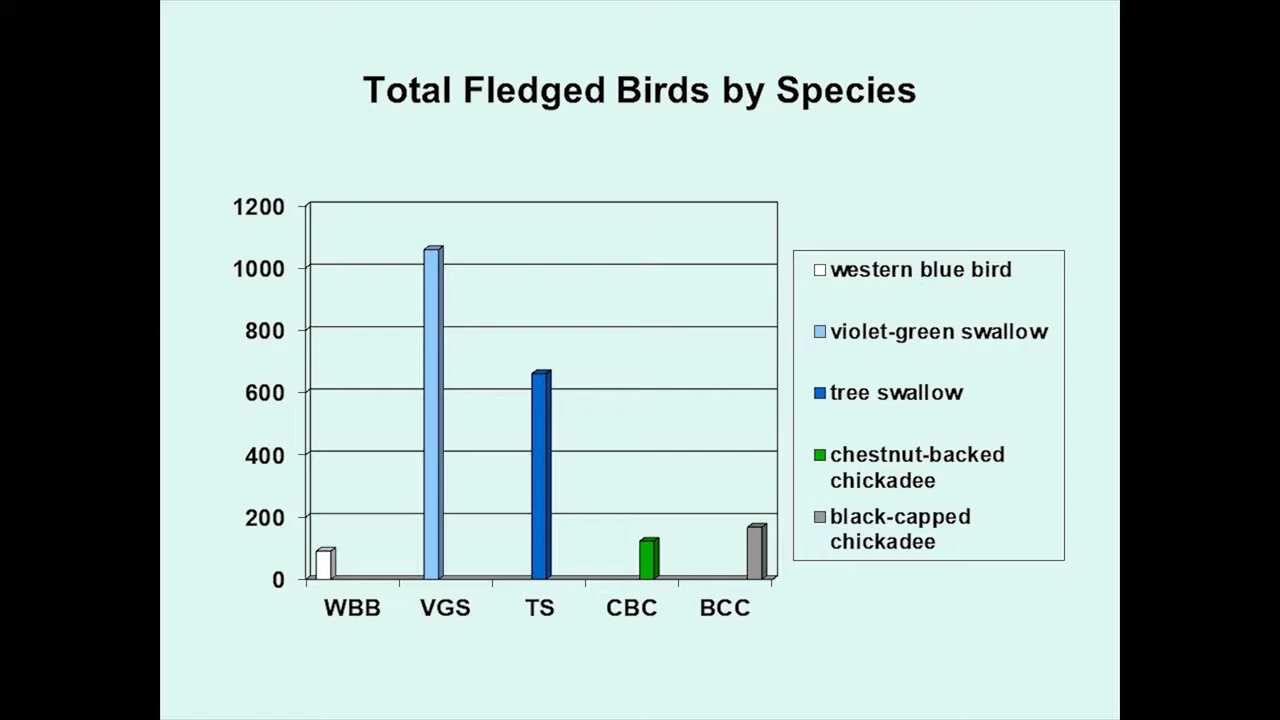 Total Fledged Birds by Species
1200
1000
800
600
400
200
0
WBB VGS TS CBC BCC
western blue bird
violet-green swallow
tree swallow
chestnut-backed
chickadee
black-capped
chickadee